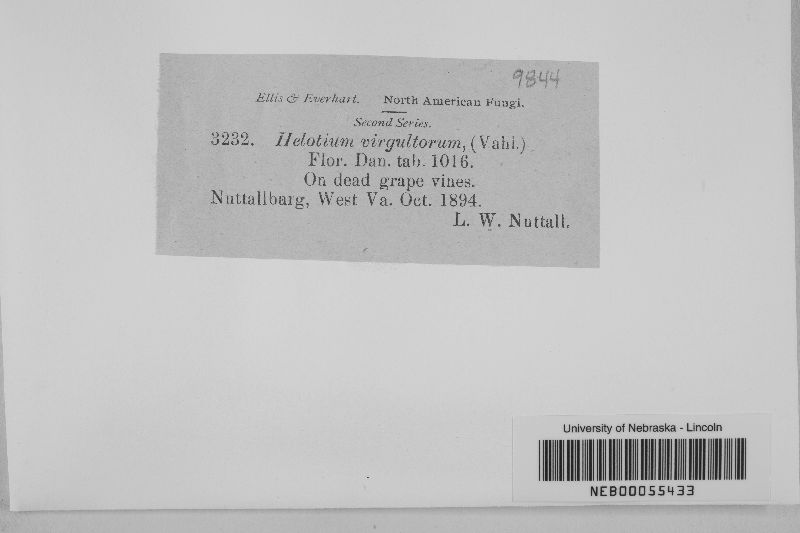 9844
Ellis & Everhart. North American Fungi.
Second Series.
3232. Helotium virgultorum, (Vahl.)
Flor. Dan. tab. 1016.
On dead grape vines.
Nuttallburg, West Va. Oct. 1894.
L. W. Nuttall.
University of Nebraska - Lincoln
NEB00055433